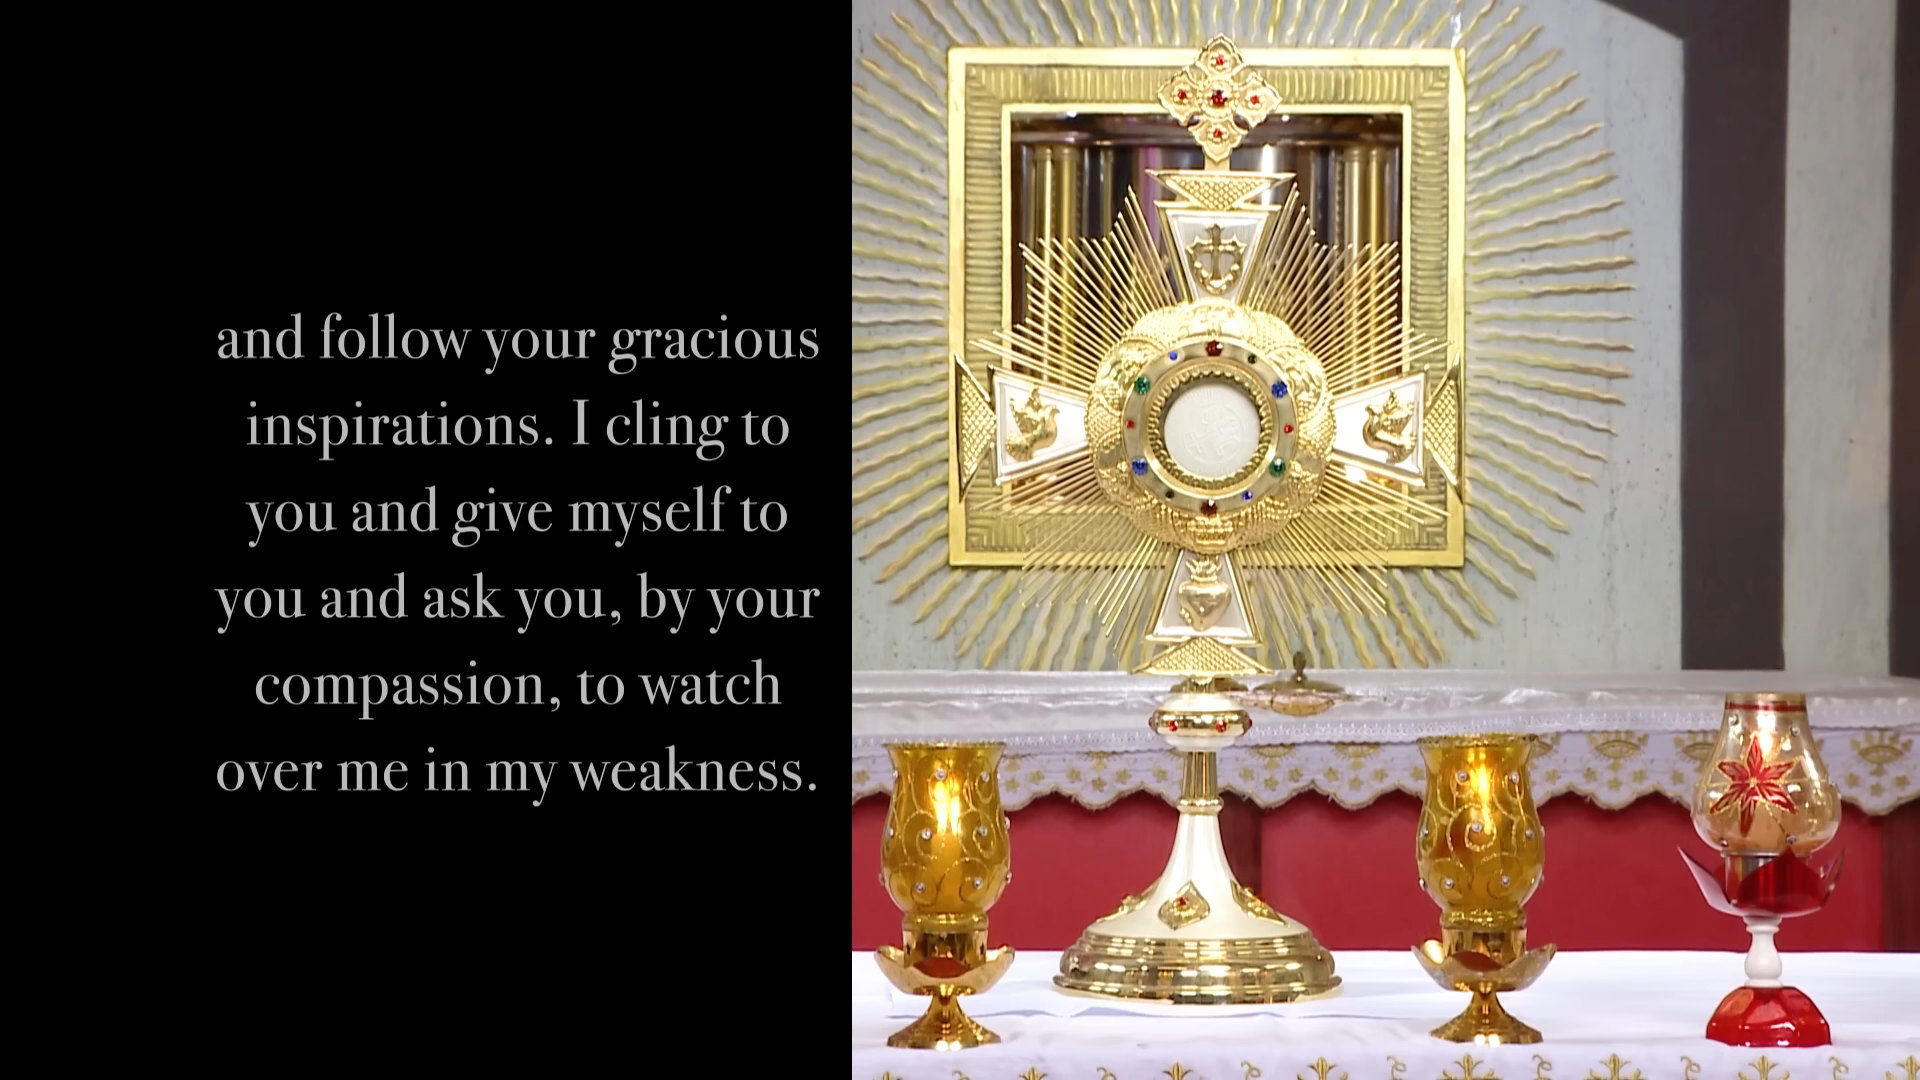 and follow your gracious
inspirations. I cling to
you and give myself to
you and ask you, by your
compassion, to watch
over me in my weakness.